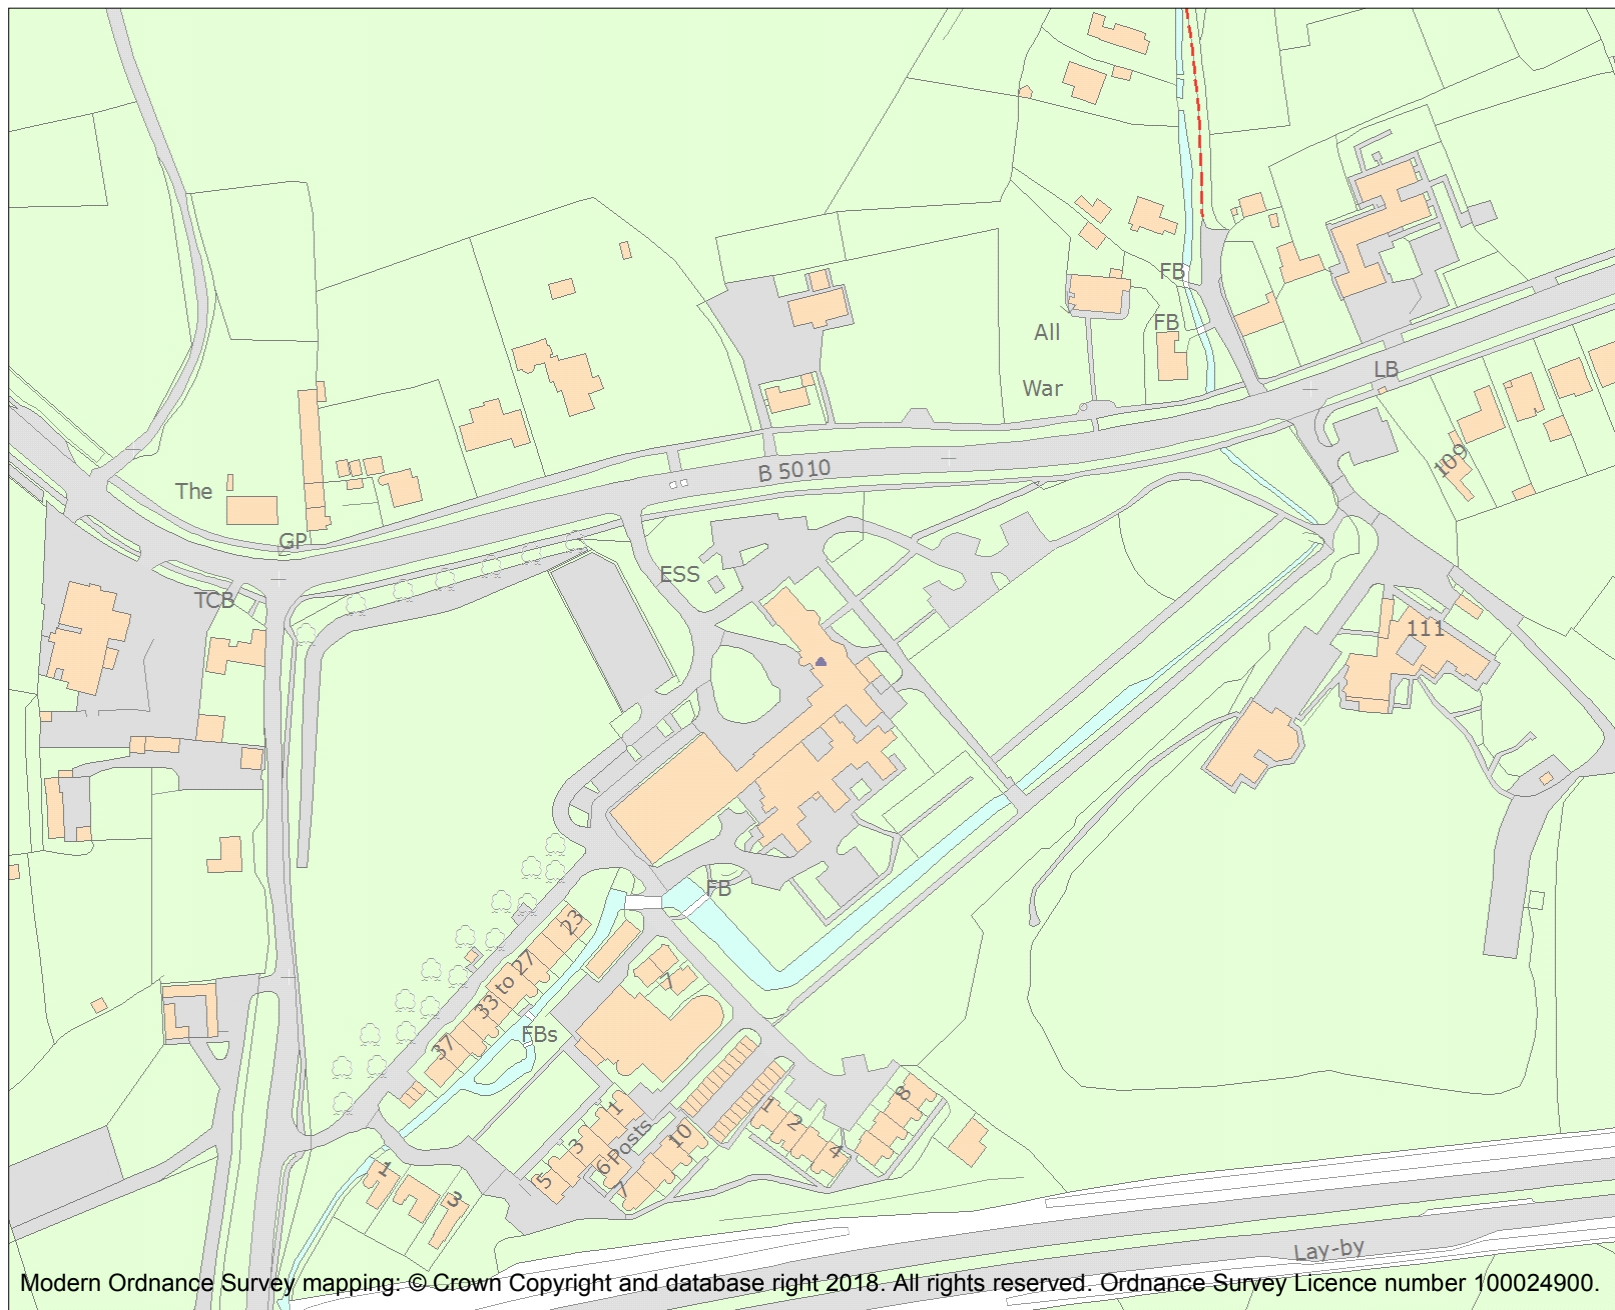 FB
FB
All
War
LB
109
B 5010
The
GP
ESS
TCB
111
FB
23
33 to 27
7
FBs
37
1
8
1
2
4
10
3
6
Posts
5
7
1
3
Lay-by
Modern Ordnance Survey mapping: © Crown Copyright and database right 2018. All rights reserved. Ordnance Survey Licence number 100024900.